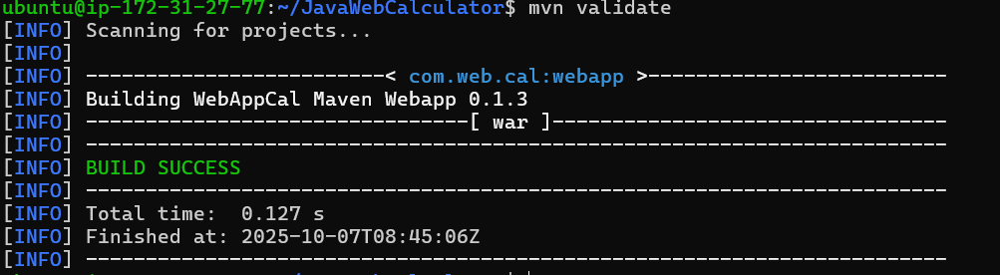 ubuntu@ip-172-31-27-77:~/JavaWebCalculator$ mvn validate
[INFO] Scanning for projects...
[INFO]
[INFO] -------------------------< com.web.cal:webapp >-------------------------
[INFO] Building WebAppCal Maven Webapp 0.1.3
[INFO] --------------------------------[ war ]---------------------------------
[INFO] ------------------------------------------------------------------------
[INFO] BUILD SUCCESS
[INFO] ------------------------------------------------------------------------
[INFO] Total time:  0.127 s
[INFO] Finished at: 2025-10-07T08:45:06Z
[INFO] ------------------------------------------------------------------------